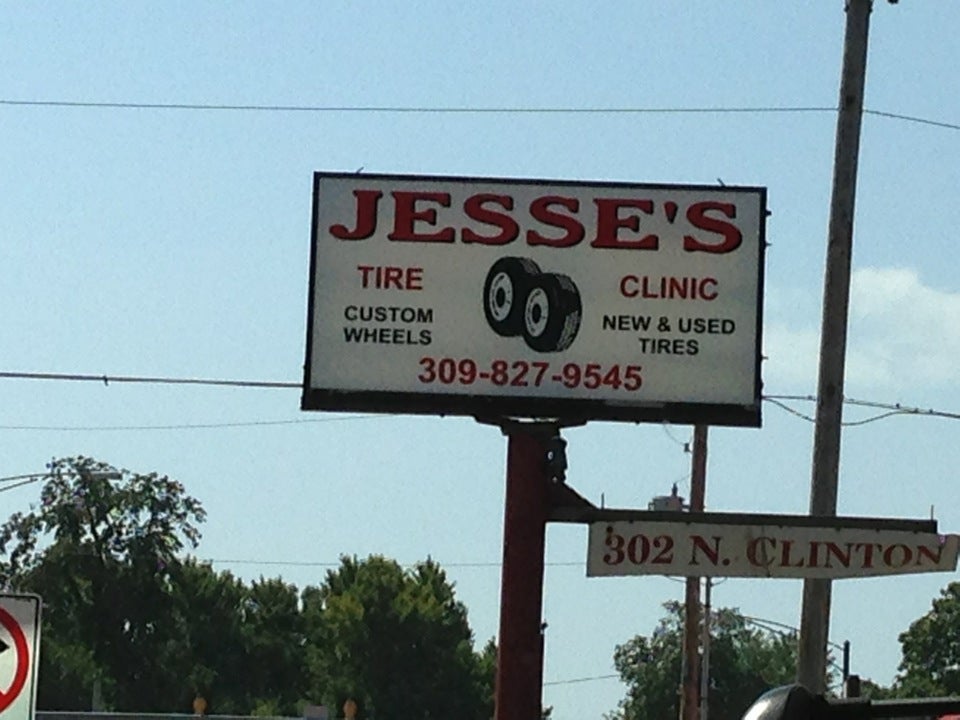 JESSE'S
TIRE
CLINIC
CUSTOM
WHEELS
NEW & USED
TIRES
309-827-9545
302 N. CLINTON